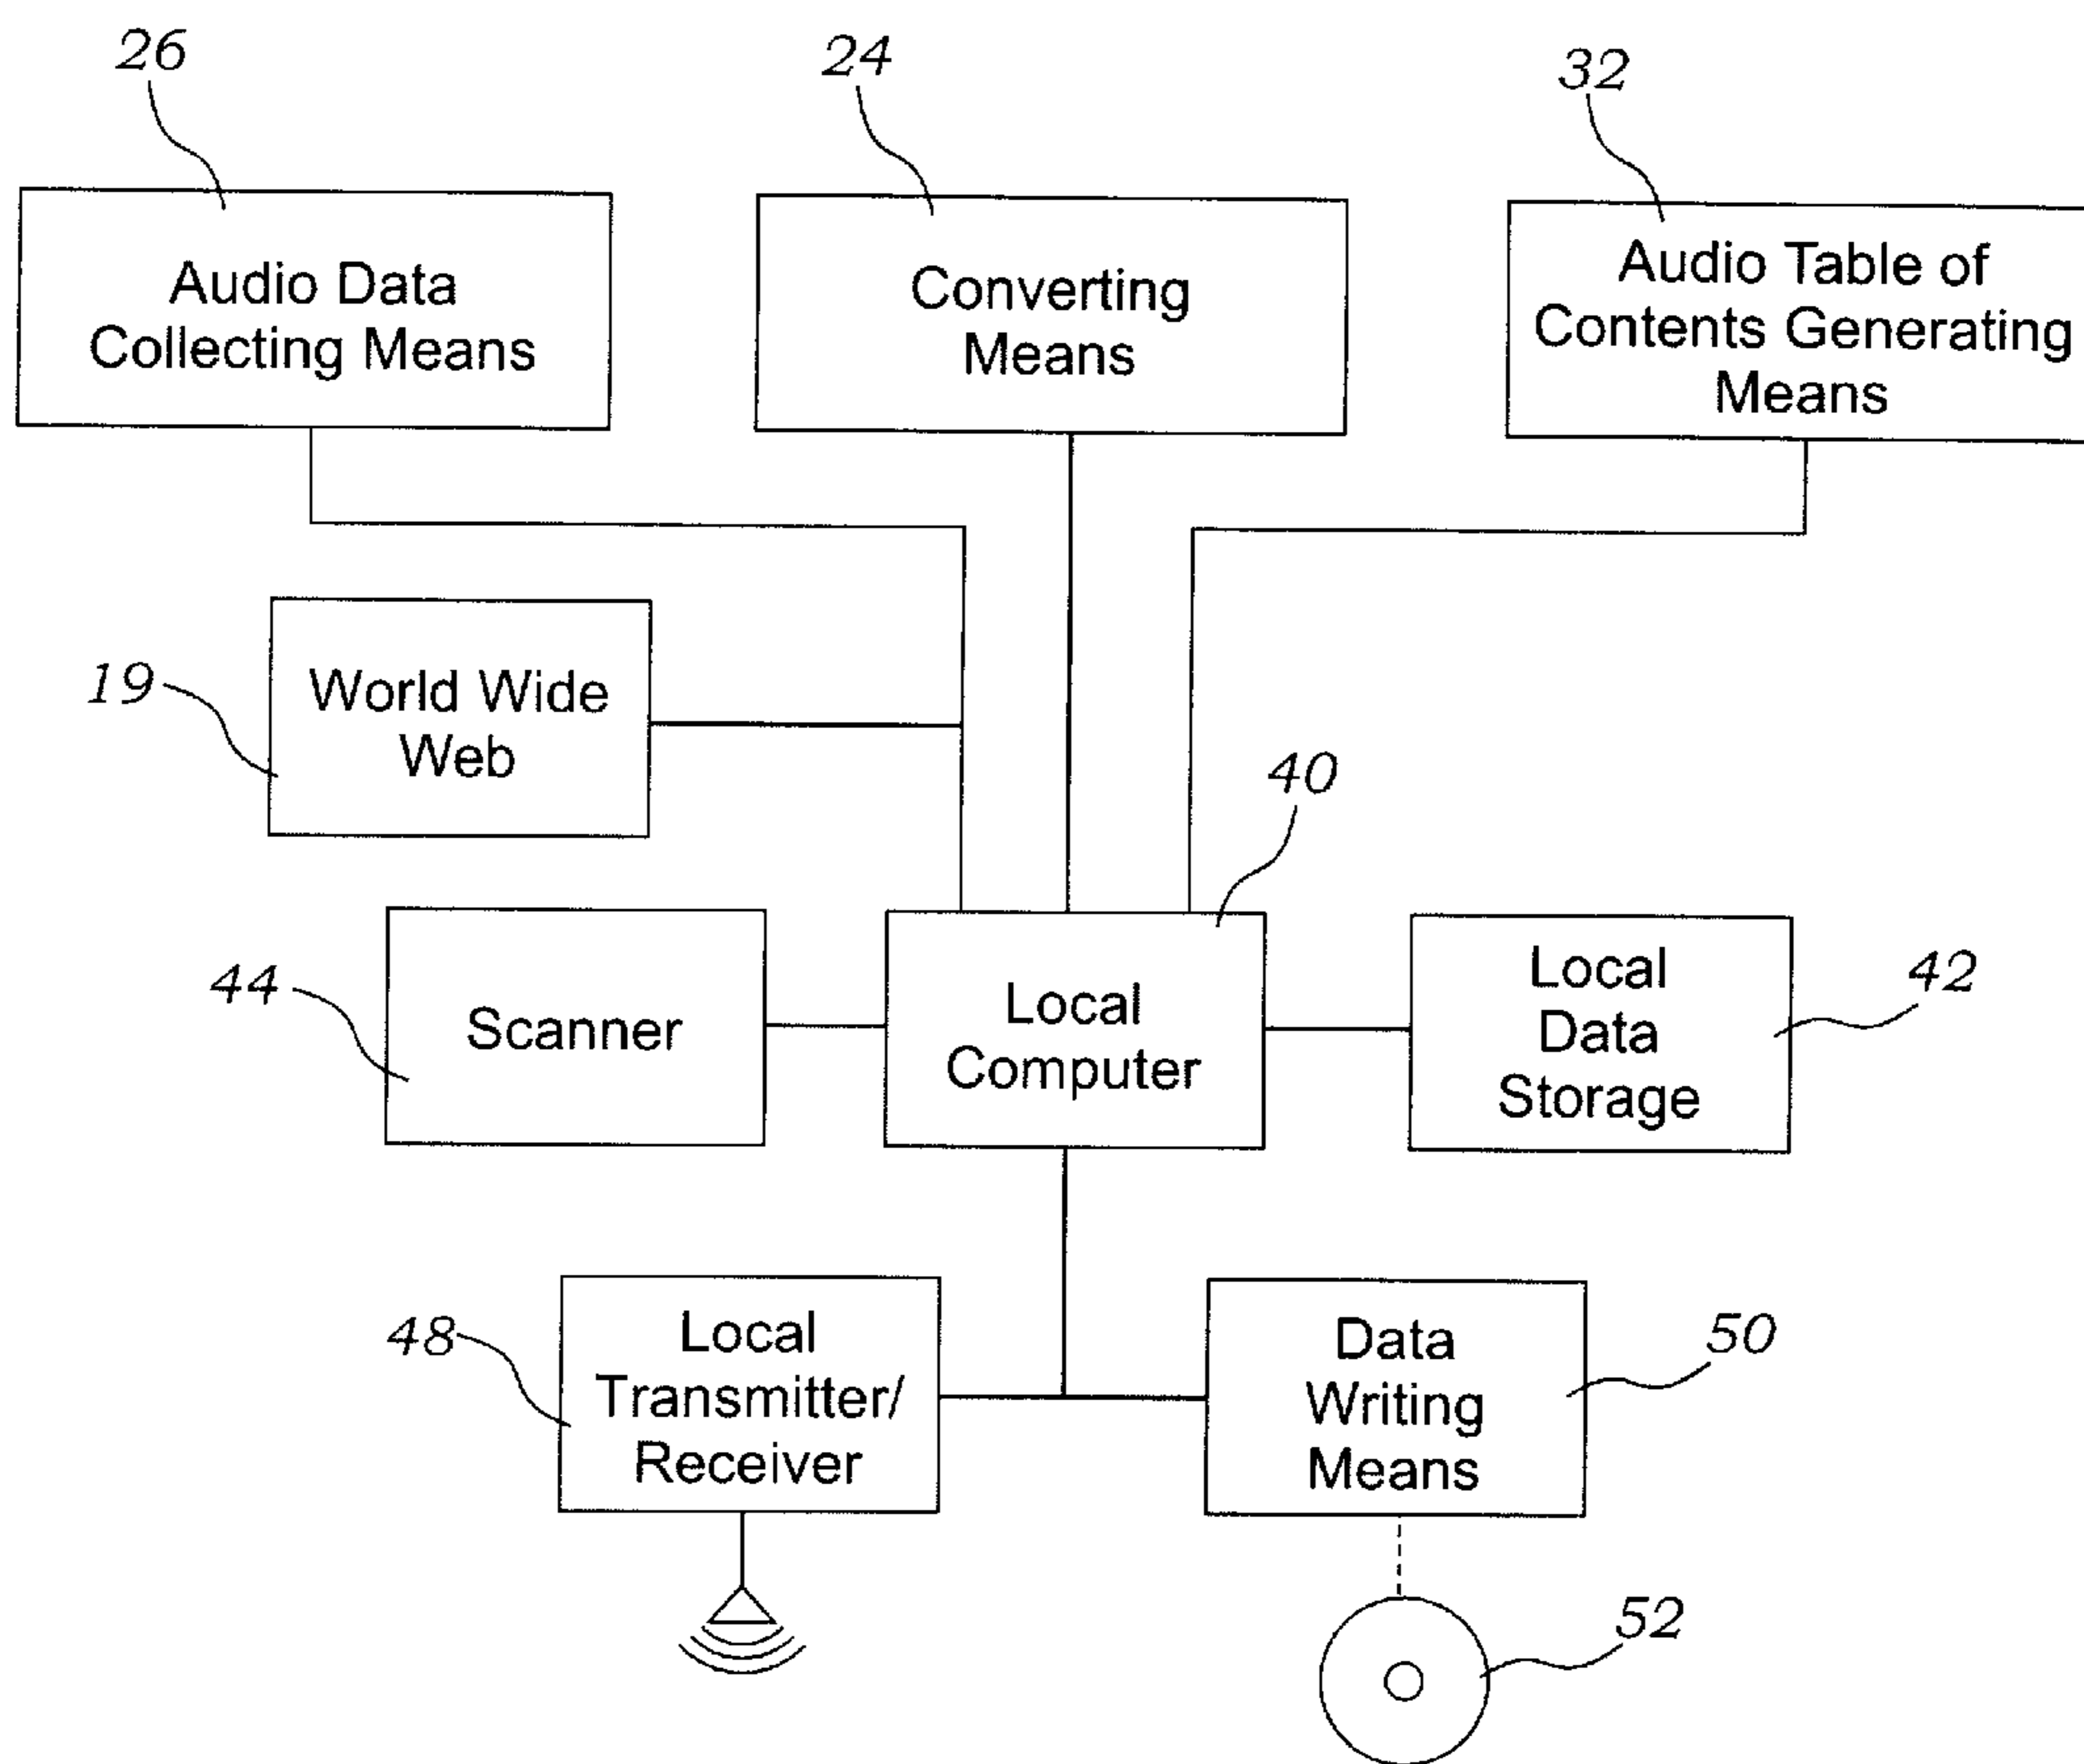 26
24
32
Audio Data
Collecting Means
Converting
Means
Audio Table of
Contents Generating
Means
19
World Wide
Web
40
44
Scanner
Local
Computer
Local
Data
Storage
42
48
Local
Transmitter/
Receiver
Data
Writing
Means
50
52